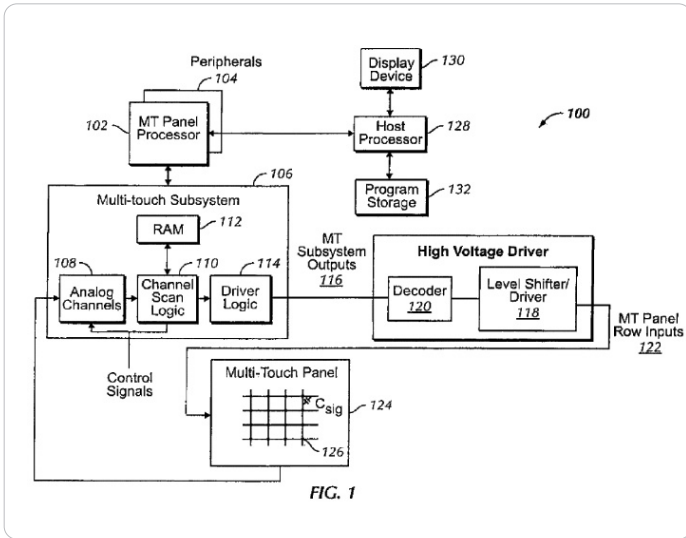 Peripherals
104
102
MT Panel
Processor
Display
Device
130
100
Host
Processor
128
Program
Storage
132
106
Multi-touch Subsystem
RAM
112
108
110
114
Analog
Channels
Channel
Scan
Logic
Driver
Logic
MT
Subsystem
Outputs
116
High Voltage Driver
Decoder
120
Level Shifter/
Driver
118
MT Panel
Row Inputs
122
Control
Signals
Multi-Touch Panel
Csig
124
126
FIG. 1